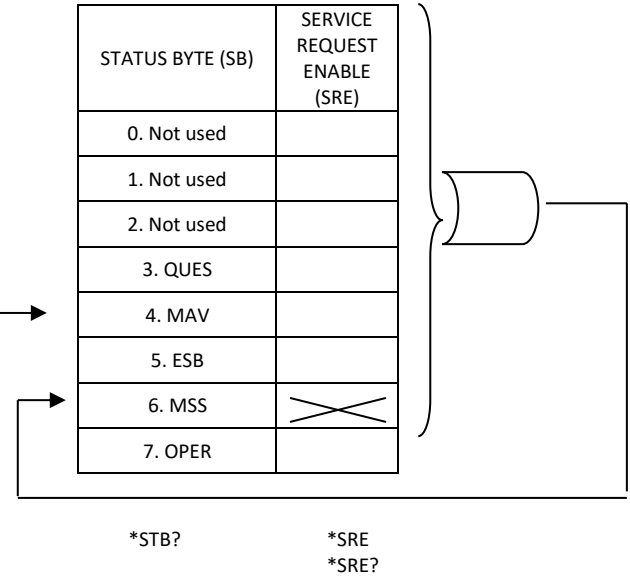 STATUS BYTE (SB)
SERVICE
REQUEST
ENABLE
(SRE)
0. Not used
1. Not used
2. Not used
3. QUES
4. MAV
5. ESB
6. MSS
7. OPER
*STB?
*SRE
*SRE?